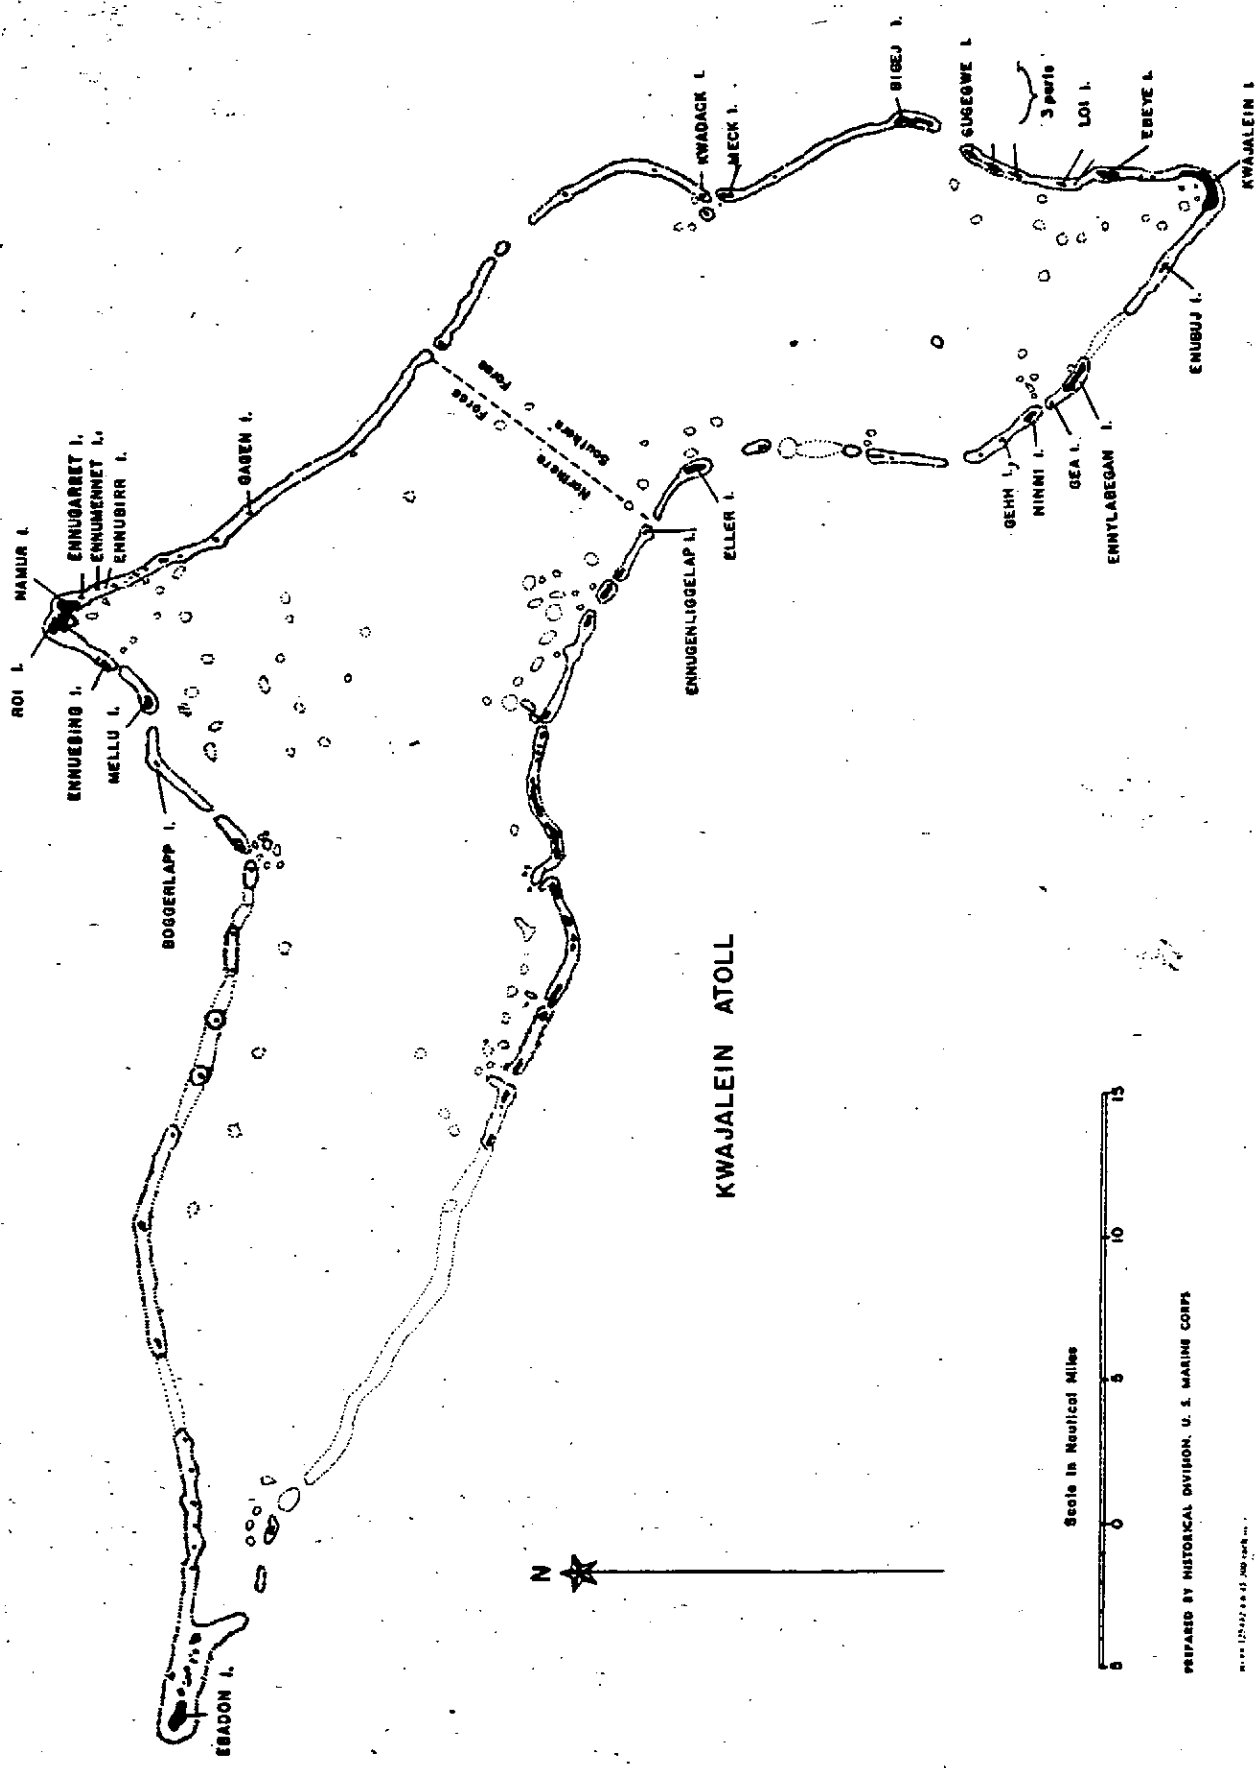 ROI I.
NAMUR I.
ENNUGARRET I.
ENNUMENNET I.
ENNUBIRR I.
ENNUEBING I.
MELLU I.
BOGGERLAPP I.
GAGEN I.
EBADON I.
Northern Force
Southern Force
ENNUGENLIGGELAP I.
ELLER I.
KWADACK I.
MECK I.
BIGEJ I.
GUGEGWE I.
3 parts
LOI I.
EBEYE I.
KWAJALEIN I.
ENUBUJ I.
GEHH I.
NINNI I.
GEA I.
ENNYLABEGAN I.
KWAJALEIN ATOLL
N
Scale in Nautical Miles
5 0 5 10 15
PREPARED BY HISTORICAL DIVISION, U. S. MARINE CORPS